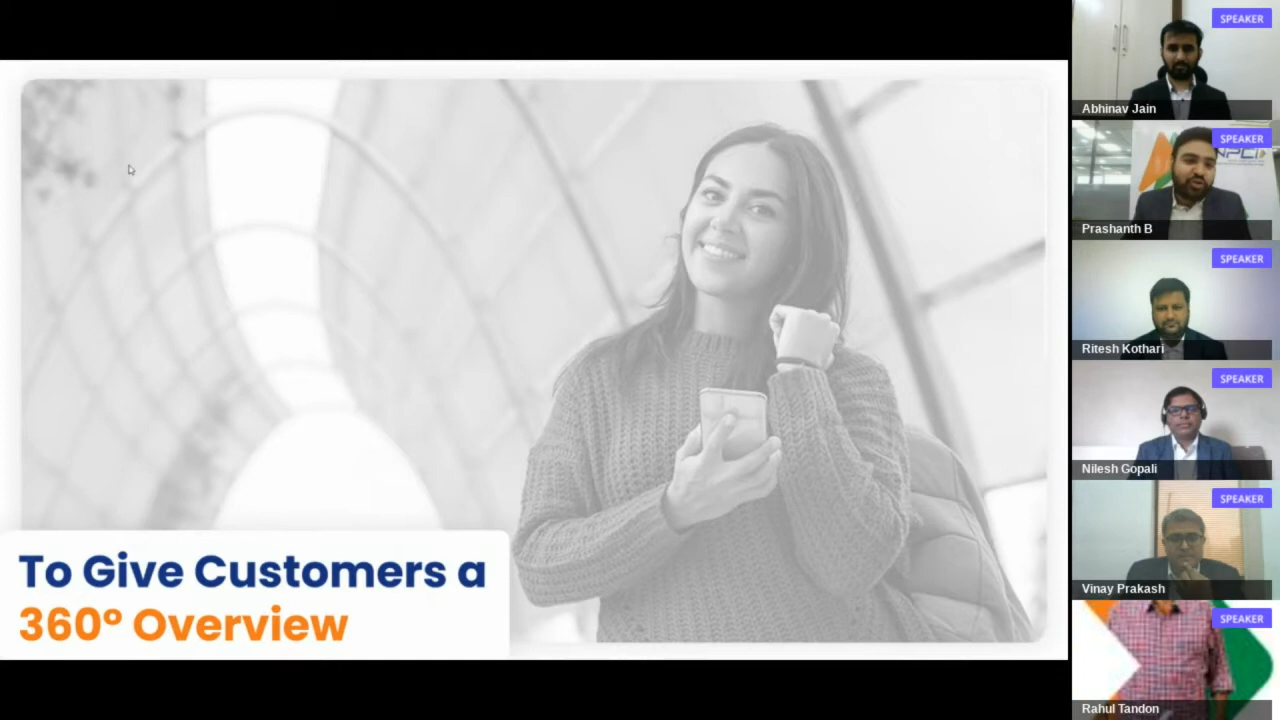 To Give Customers a
360° Overview
SPEAKER
Abhinav Jain
SPEAKER
NPCI
Prashanth B
SPEAKER
Ritesh Kothari
SPEAKER
Nilesh Gopali
SPEAKER
Vinay Prakash
SPEAKER
Rahul Tandon